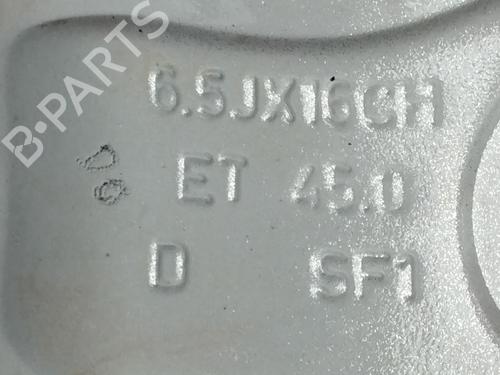 B-PARTS
6.5JX16CH
ET 45.0
D SF1